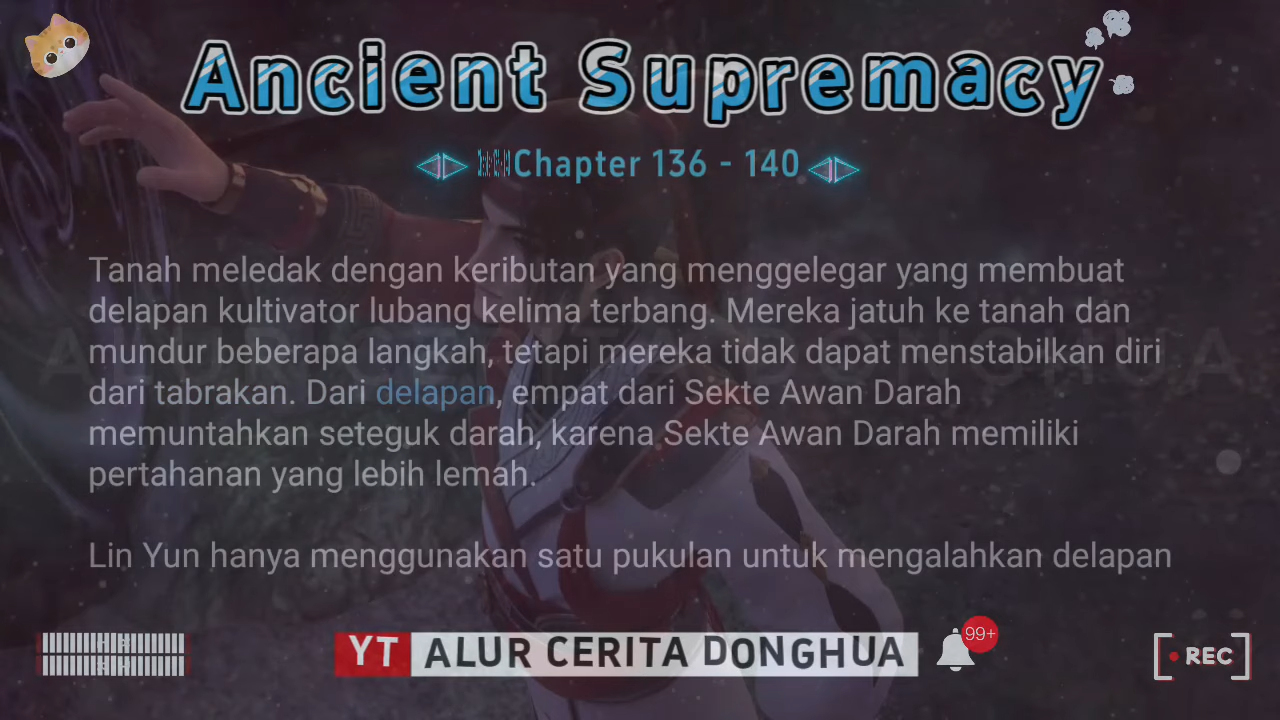 Ancient Supremacy
Chapter 136 - 140
Tanah meledak dengan keributan yang menggelegar yang membuat
delapan kultivator lubang kelima terbang. Mereka jatuh ke tanah dan
mundur beberapa langkah, tetapi mereka tidak dapat menstabilkan diri
dari tabrakan. Dari delapan, empat dari Sekte Awan Darah
memuntahkan seteguk darah, karena Sekte Awan Darah memiliki
pertahanan yang lebih lemah.
Lin Yun hanya menggunakan satu pukulan untuk mengalahkan delapan
YT ALUR CERITA DONGHUA
99+
REC